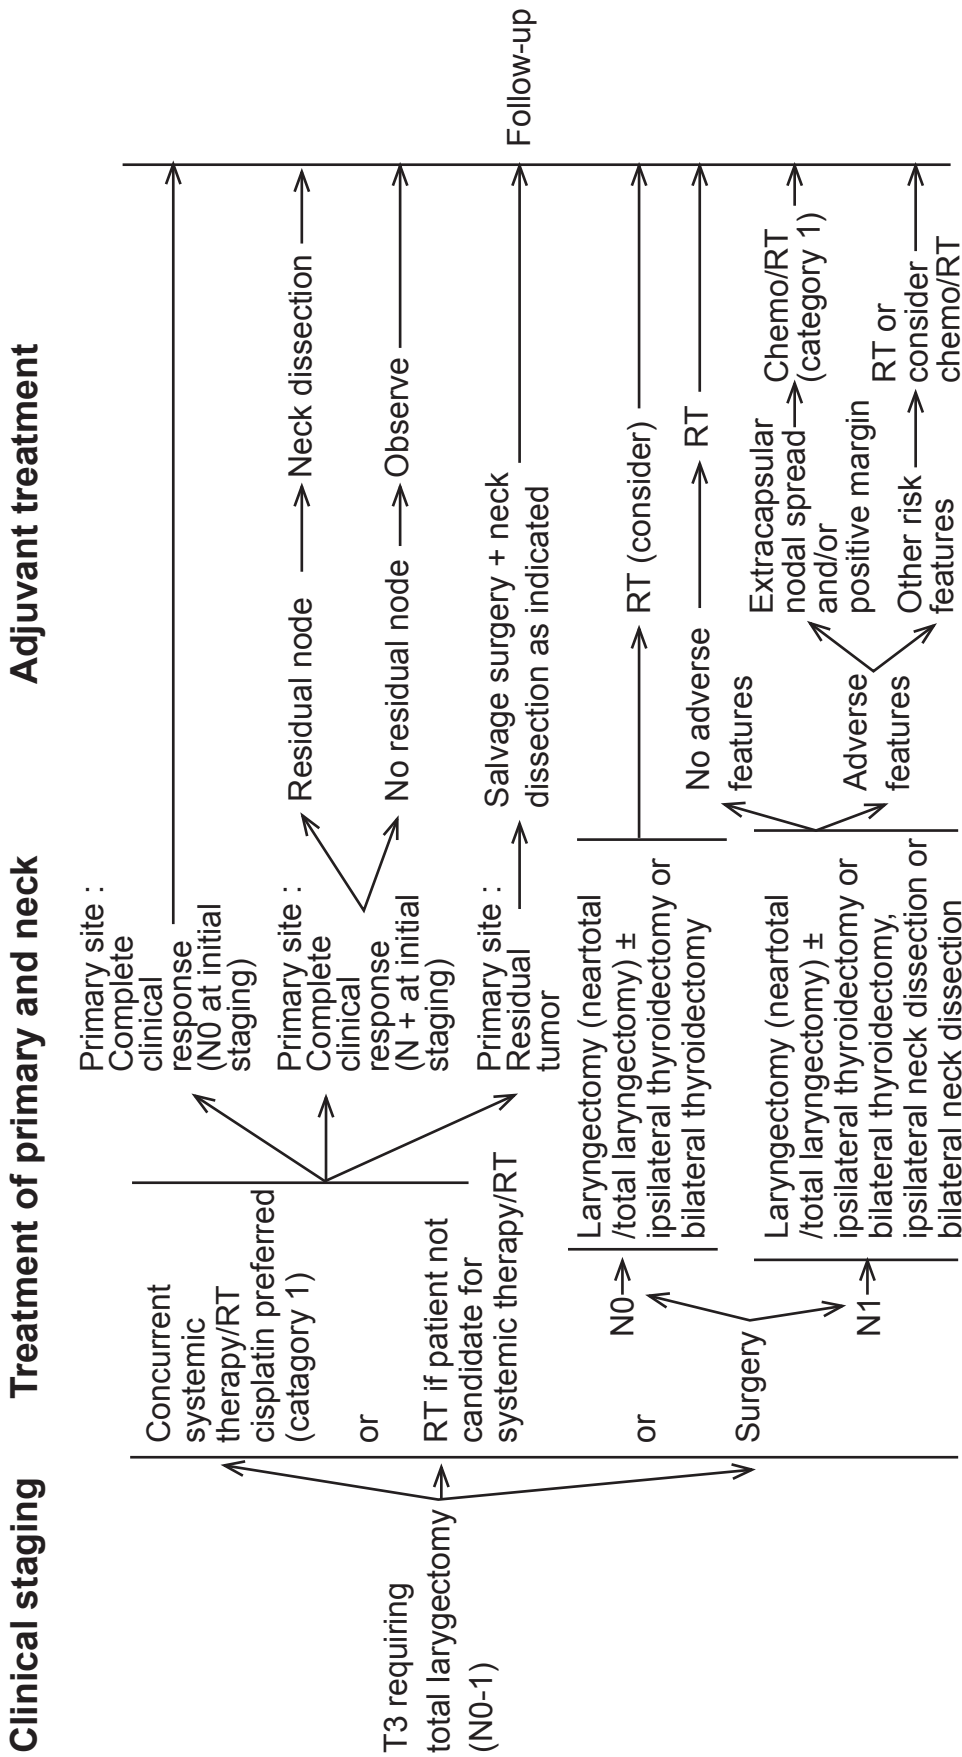 Clinical staging
Treatment of primary and neck
Adjuvant treatment
T3 requiring
total larygectomy
(N0-1)
Concurrent
systemic
therapy/RT
cisplatin preferred
(catagory 1)
or
RT if patient not
candidate for
systemic therapy/RT
or
Surgery
Primary site :
Complete
clinical
response
(N0 at initial
staging)
Primary site :
Complete
clinical
response
(N + at initial
staging)
Residual node
Neck dissection
No residual node
Observe
Primary site :
Residual
tumor
Salvage surgery + neck
dissection as indicated
N0
Laryngectomy (neartotal
/total laryngectomy) ±
ipsilateral thyroidectomy or
bilateral thyroidectomy
RT (consider)
N1
Laryngectomy (neartotal
/total laryngectomy) ±
ipsilateral thyroidectomy or
bilateral thyroidectomy,
ipsilateral neck dissection or
bilateral neck dissection
No adverse
features
RT
Adverse
features
Extracapsular
nodal spread
and/or
positive margin
Chemo/RT
(category 1)
Other risk
features
RT or
consider
chemo/RT
Follow-up